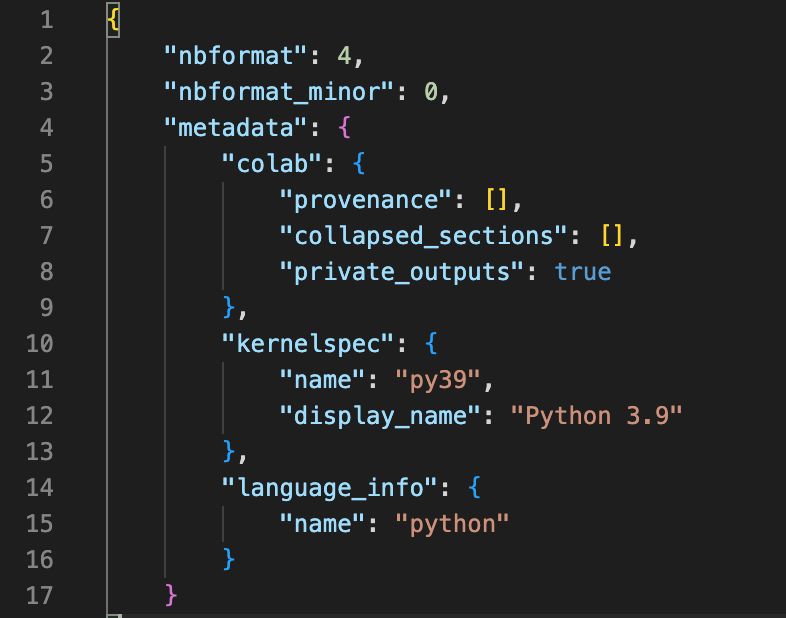 1 {
2     "nbformat": 4,
3     "nbformat_minor": 0,
4     "metadata": {
5         "colab": {
6             "provenance": [],
7             "collapsed_sections": [],
8             "private_outputs": true
9         },
10         "kernelspec": {
11             "name": "py39",
12             "display_name": "Python 3.9"
13         },
14         "language_info": {
15             "name": "python"
16         }
17     }